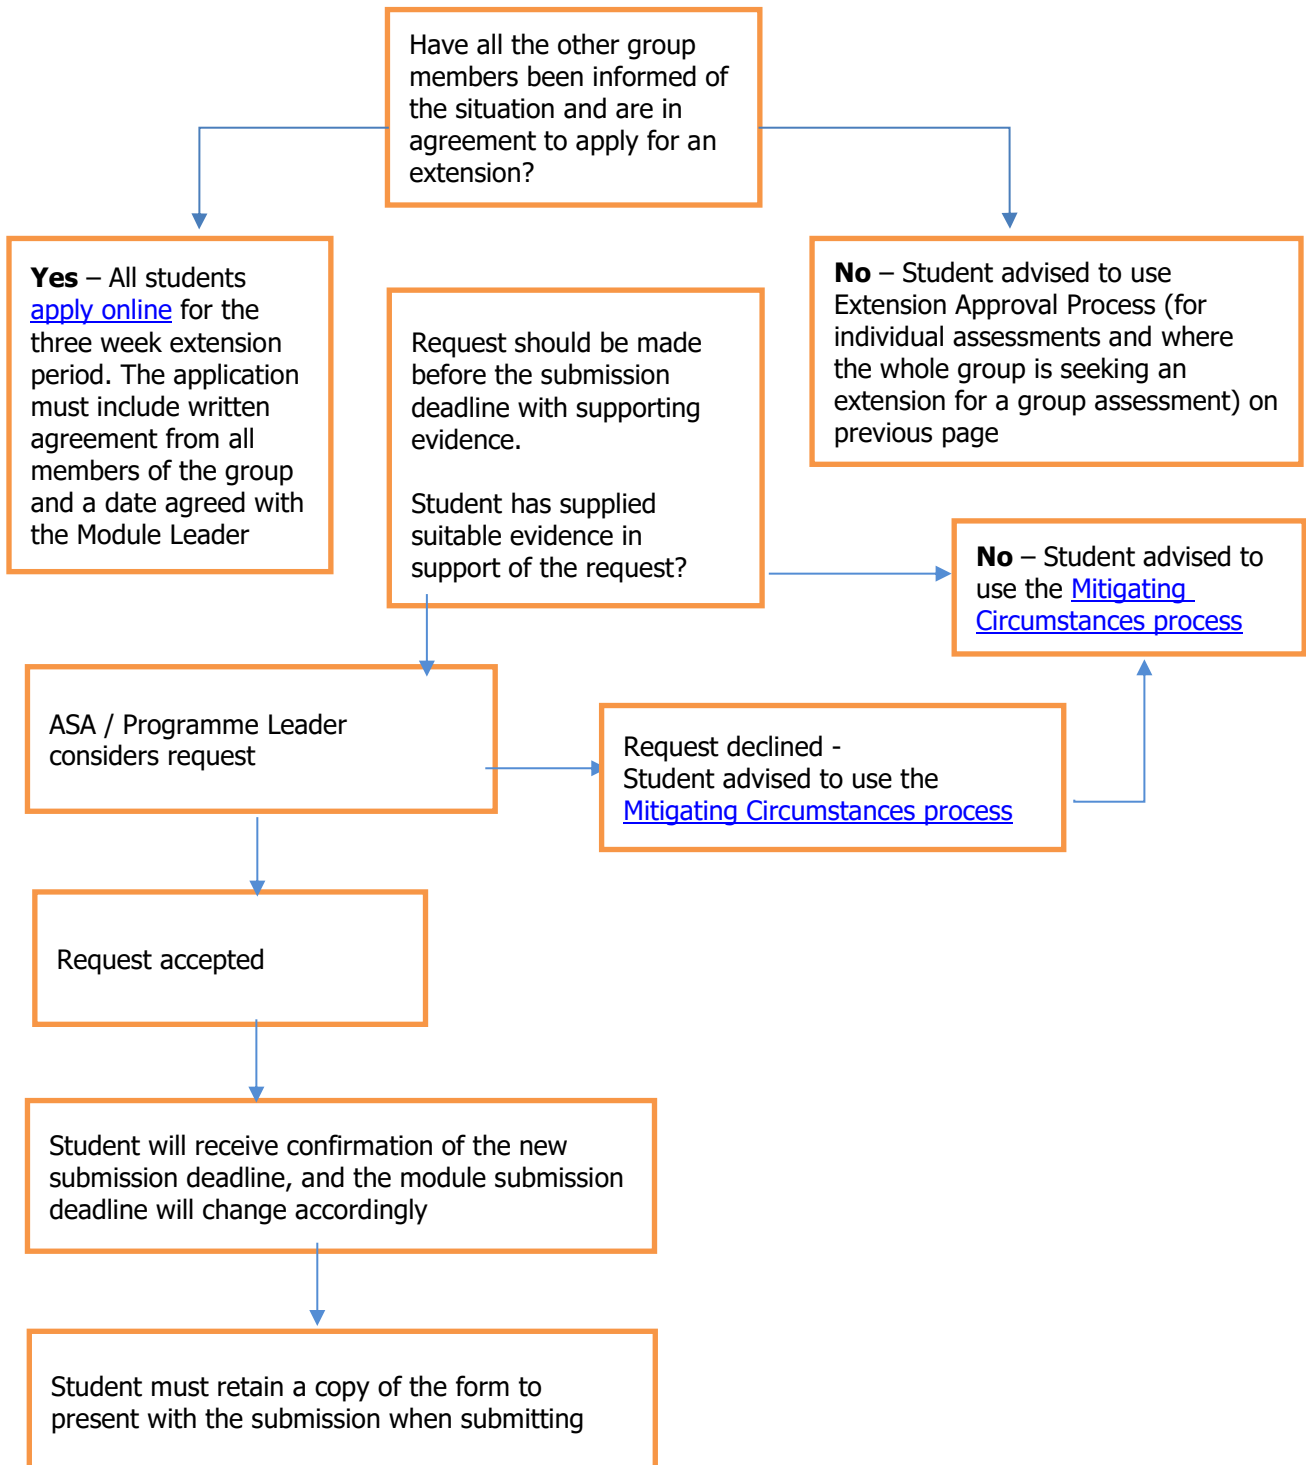 Have all the other group
members been informed of
the situation and are in
agreement to apply for an
extension?
Yes – All students
apply online for the
three week extension
period. The application
must include written
agreement from all
members of the group
and a date agreed with
the Module Leader
No – Student advised to use
Extension Approval Process (for
individual assessments and where
the whole group is seeking an
extension for a group assessment) on
previous page
Request should be made
before the submission
deadline with supporting
evidence.
Student has supplied
suitable evidence in
support of the request?
No – Student advised to
use the Mitigating
Circumstances process
ASA / Programme Leader
considers request
Request declined -
Student advised to use the
Mitigating Circumstances process
Request accepted
Student will receive confirmation of the new
submission deadline, and the module submission
deadline will change accordingly
Student must retain a copy of the form to
present with the submission when submitting